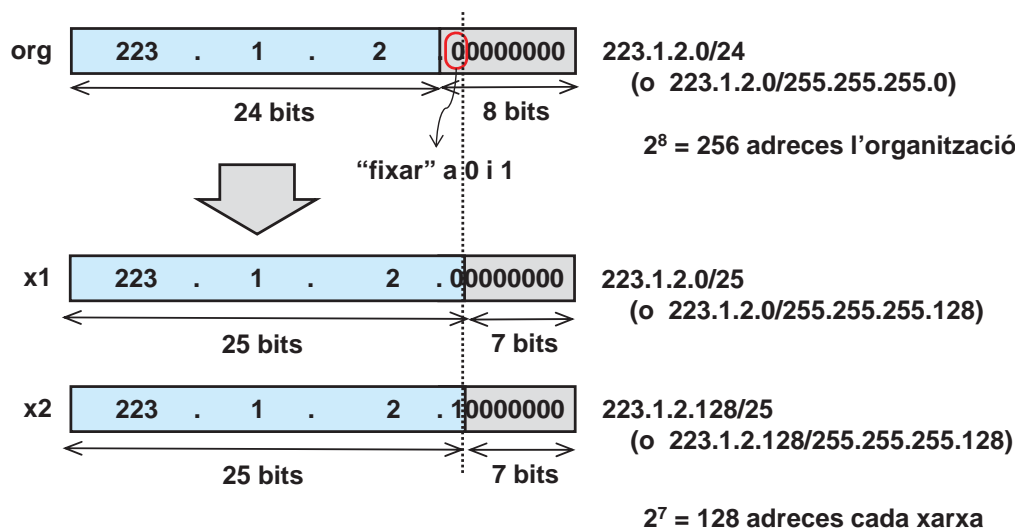 org 223 . 1 . 2 .00000000 223.1.2.0/24
(o 223.1.2.0/255.255.255.0)
24 bits 8 bits
2⁸ = 256 adreces l’organització
“fixar” a 0 i 1
x1 223 . 1 . 2 .00000000 223.1.2.0/25
(o 223.1.2.0/255.255.255.128)
25 bits 7 bits
x2 223 . 1 . 2 .10000000 223.1.2.128/25
(o 223.1.2.128/255.255.255.128)
25 bits 7 bits
2⁷ = 128 adreces cada xarxa